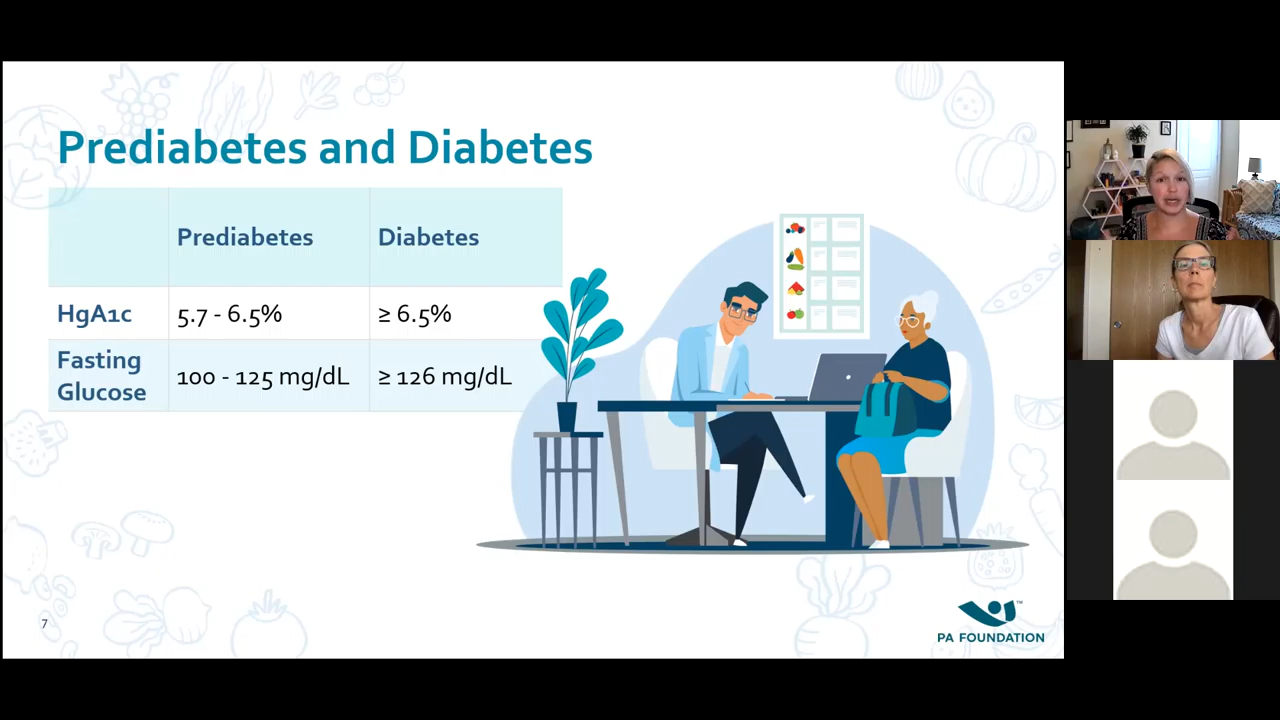 Prediabetes and Diabetes
Prediabetes Diabetes
HgA1c 5.7 - 6.5% ≥ 6.5%
Fasting
Glucose 100 - 125 mg/dL ≥ 126 mg/dL
7
PA FOUNDATION
TM